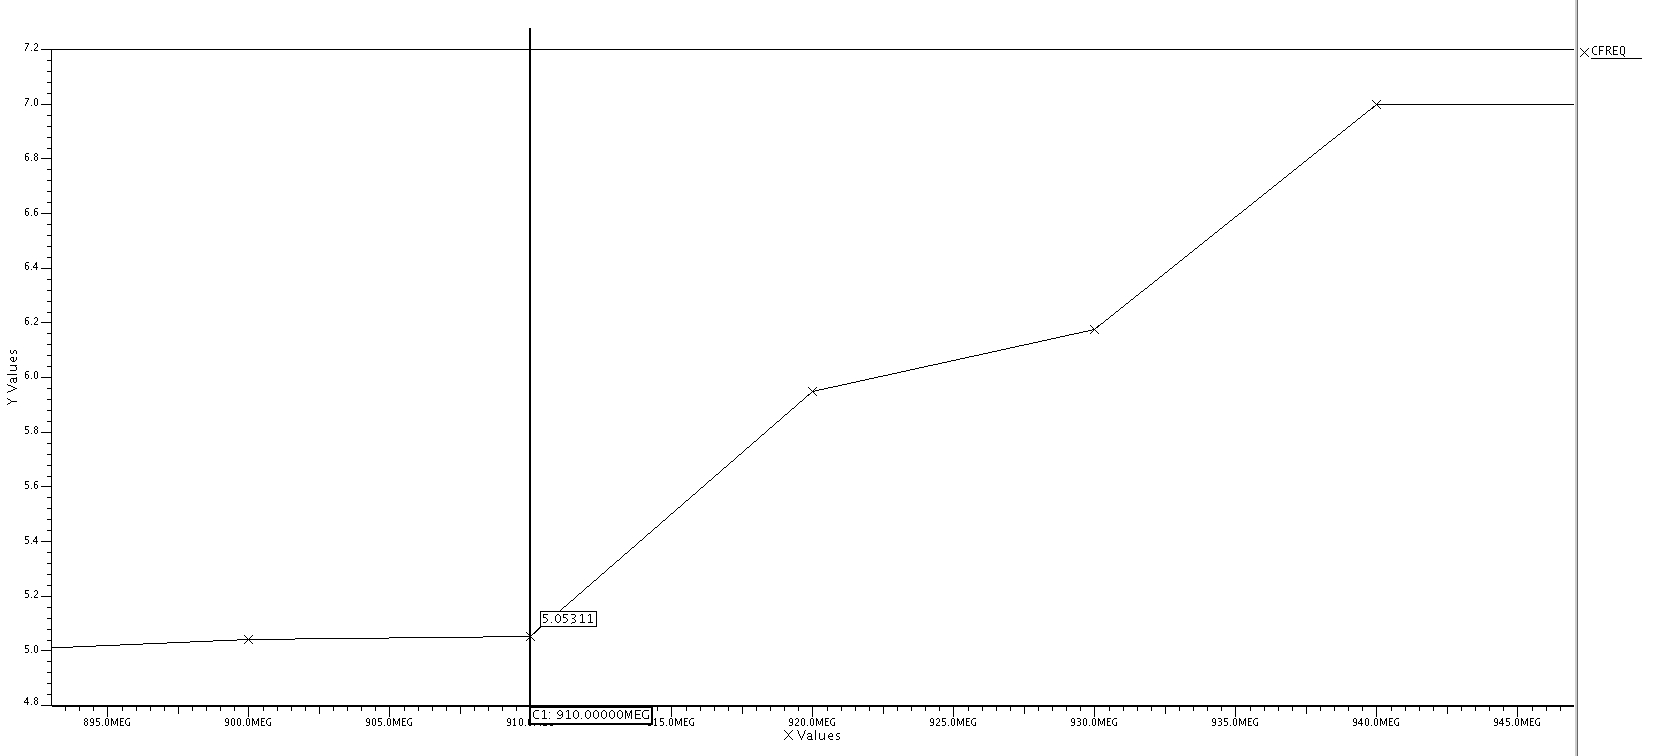 7.2
7.0
6.8
6.6
6.4
6.2
6.0
5.8
5.6
5.4
5.2
5.0
4.8
Y Values
CFREQ
5.05311
C1: 910.00000MEG
895.0MEG 900.0MEG 905.0MEG 920.0MEG 925.0MEG 930.0MEG 935.0MEG 940.0MEG 945.0MEG
X Values